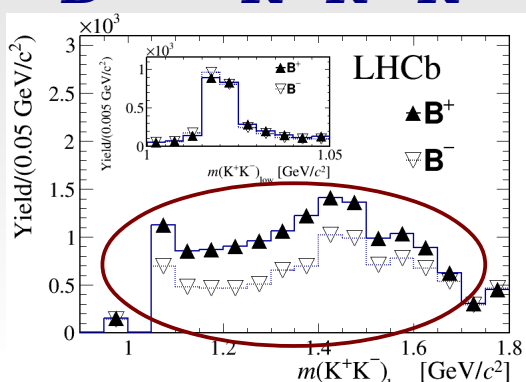 ×10³
Yield/(0.05 GeV/c²)
3
2.5
2
1.5
1
0.5
0
1
1.2
1.4
1.6
1.8
[GeV/c²]
LHCb
B⁺
B⁻
×10³
Yield/(0.005 GeV/c²)
1
0.5
0
1
1.05
m(K⁺K⁻)low [GeV/c²]
B⁺
B⁻